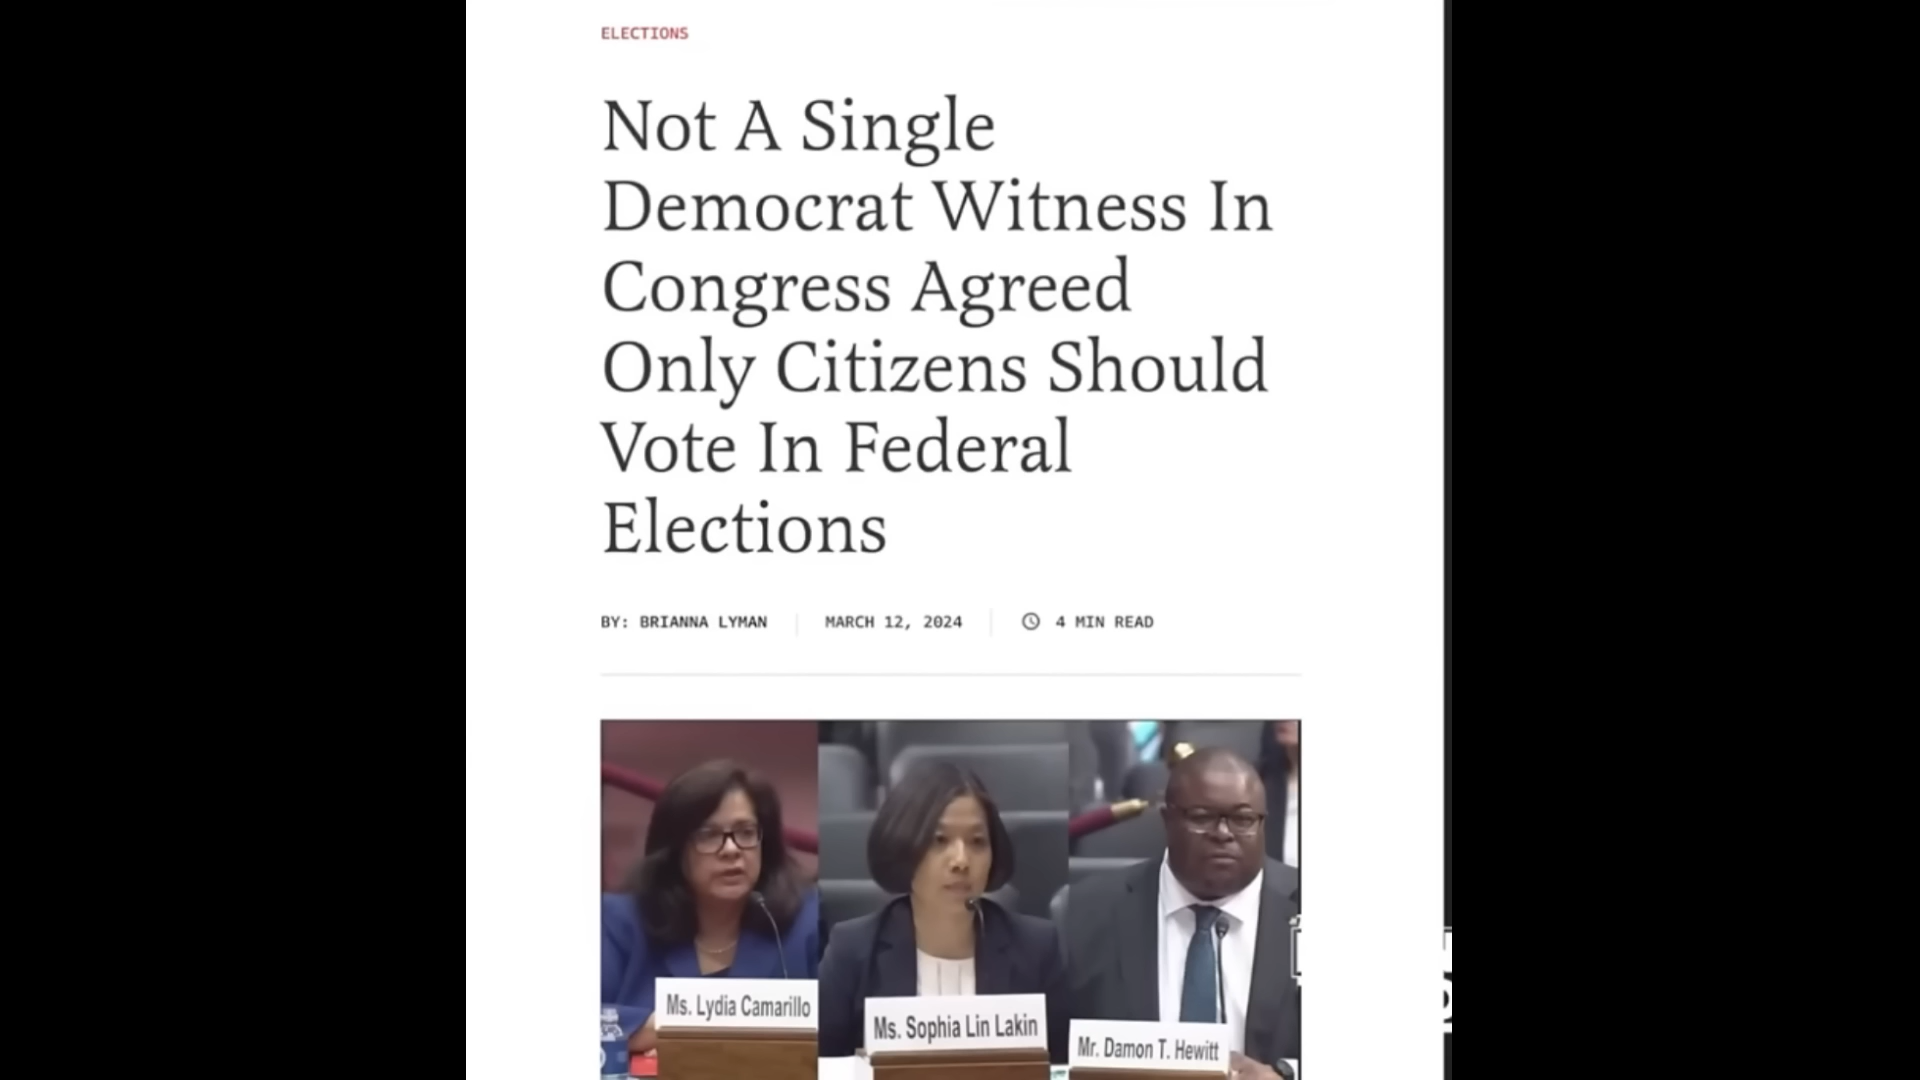 ELECTIONS
Not A Single
Democrat Witness In
Congress Agreed
Only Citizens Should
Vote In Federal
Elections
BY: BRIANNA LYMAN MARCH 12, 2024 4 MIN READ
Ms. Lydia Camarillo
Ms. Sophia Lin Lakin
Mr. Damon T. Hewitt